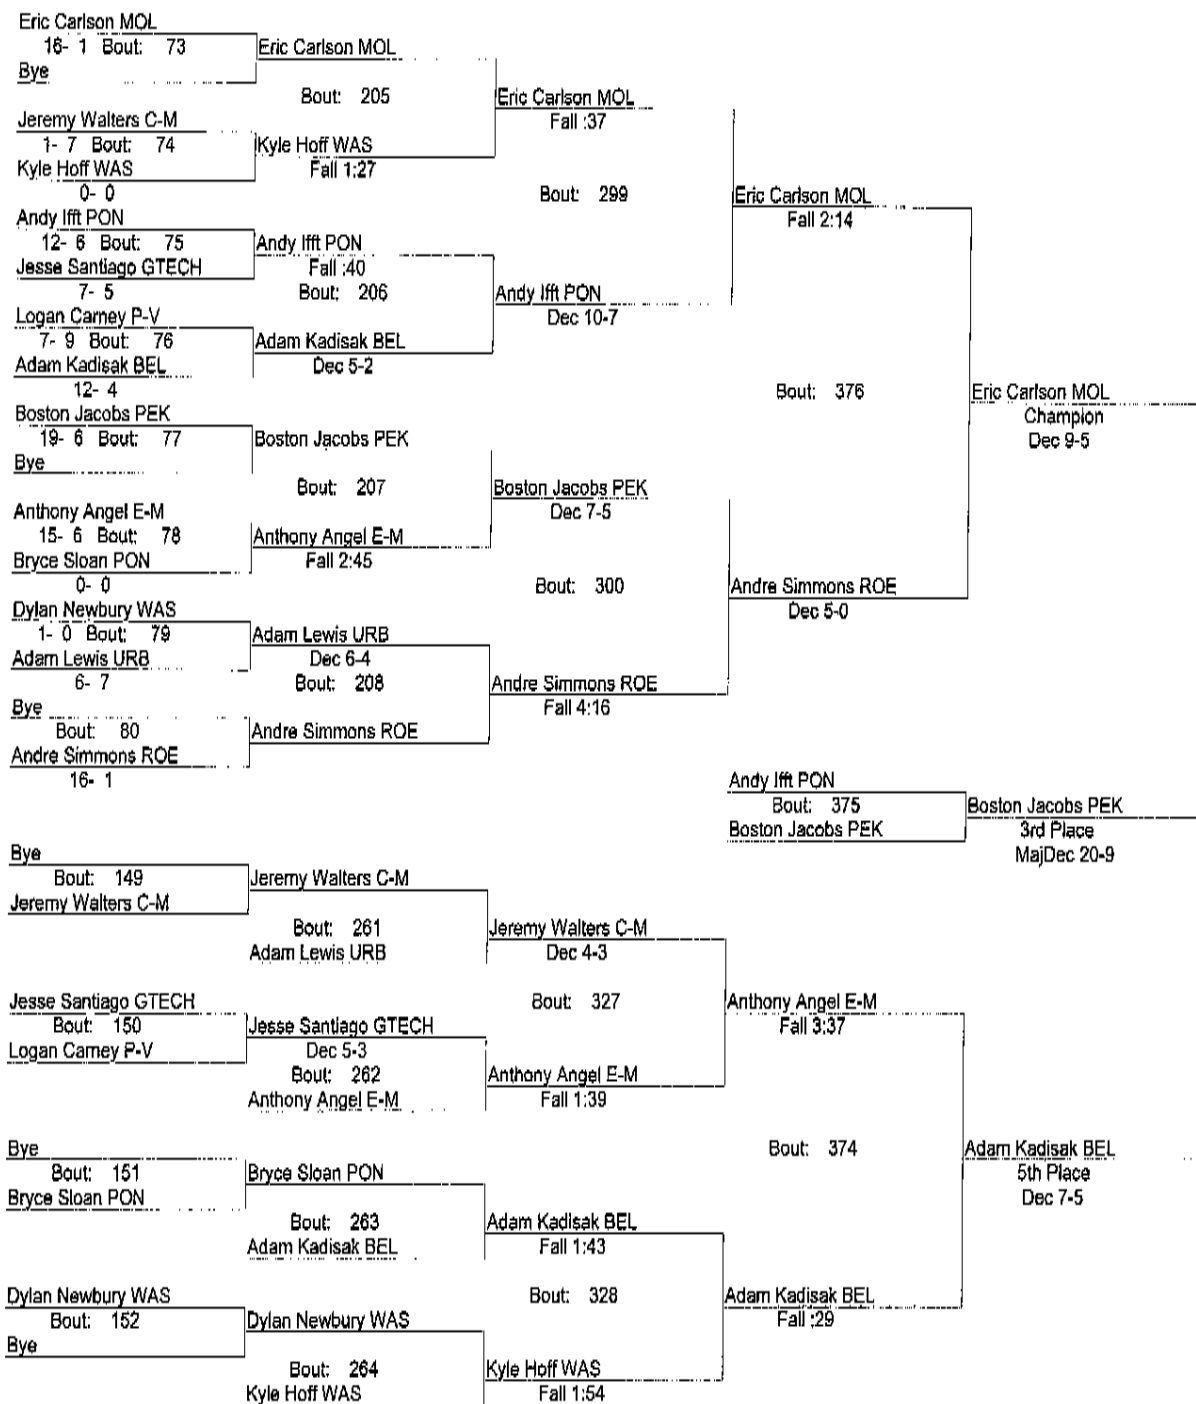 Eric Carlson MOL
16- 1 Bout: 73
Bye
Eric Carlson MOL
Bout: 205
Jeremy Walters C-M
1- 7 Bout: 74
Kyle Hoff WAS
0- 0
Kyle Hoff WAS
Fall 1:27
Eric Carlson MOL
Fall :37
Bout: 299
Andy Ifft PON
12- 6 Bout: 75
Jesse Santiago GTECH
7- 5
Andy Ifft PON
Fall :40
Bout: 206
Logan Carney P-V
7- 9 Bout: 76
Adam Kadisak BEL
12- 4
Adam Kadisak BEL
Dec 5-2
Andy Ifft PON
Dec 10-7
Eric Carlson MOL
Fall 2:14
Bout: 376
Eric Carlson MOL
Champion
Dec 9-5
Boston Jacobs PEK
19- 6 Bout: 77
Bye
Boston Jacobs PEK
Bout: 207
Anthony Angel E-M
15- 6 Bout: 78
Bryce Sloan PON
0- 0
Anthony Angel E-M
Fall 2:45
Boston Jacobs PEK
Dec 7-5
Bout: 300
Dylan Newbury WAS
1- 0 Bout: 79
Adam Lewis URB
6- 7
Adam Lewis URB
Dec 6-4
Bout: 208
Bye
Bout: 80
Andre Simmons ROE
16- 1
Andre Simmons ROE
Andre Simmons ROE
Fall 4:16
Andre Simmons ROE
Dec 5-0
Andy Ifft PON
Bout: 375
Boston Jacobs PEK
Boston Jacobs PEK
3rd Place
MajDec 20-9
Bye
Bout: 149
Jeremy Walters C-M
Jeremy Walters C-M
Bout: 261
Adam Lewis URB
Jeremy Walters C-M
Dec 4-3
Bout: 327
Jesse Santiago GTECH
Bout: 150
Logan Carney P-V
Jesse Santiago GTECH
Dec 5-3
Bout: 262
Anthony Angel E-M
Anthony Angel E-M
Fall 1:39
Anthony Angel E-M
Fall 3:37
Bout: 374
Adam Kadisak BEL
5th Place
Dec 7-5
Bye
Bout: 151
Bryce Sloan PON
Bryce Sloan PON
Bout: 263
Adam Kadisak BEL
Adam Kadisak BEL
Fall 1:43
Bout: 328
Dylan Newbury WAS
Bout: 152
Bye
Dylan Newbury WAS
Bout: 264
Kyle Hoff WAS
Kyle Hoff WAS
Fall 1:54
Adam Kadisak BEL
Fall :29